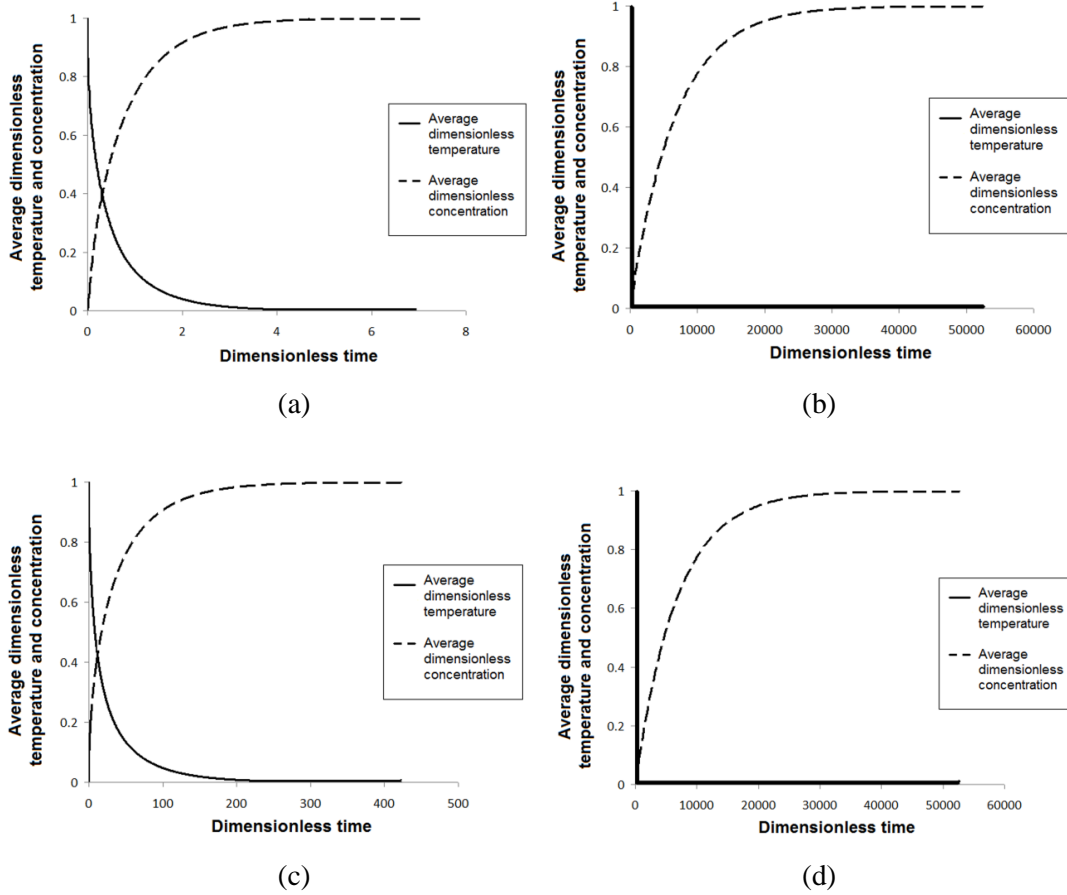 Average dimensionless
temperature and concentration
1
0.8
0.6
0.4
0.2
0
0
2
4
6
8
Dimensionless time
Average
dimensionless
temperature
Average
dimensionless
concentration
(a)
Average dimensionless
temperature and concentration
1
0.8
0.6
0.4
0.2
0
0
10000
20000
30000
40000
50000
60000
Dimensionless time
Average
dimensionless
temperature
Average
dimensionless
concentration
(b)
Average dimensionless
temperature and concentration
1
0.8
0.6
0.4
0.2
0
0
100
200
300
400
500
Dimensionless time
Average
dimensionless
temperature
Average
dimensionless
concentration
(c)
Average dimensionless
temperature and concentration
1
0.8
0.6
0.4
0.2
0
0
10000
20000
30000
40000
50000
60000
Dimensionless time
Average
dimensionless
temperature
Average
dimensionless
concentration
(d)